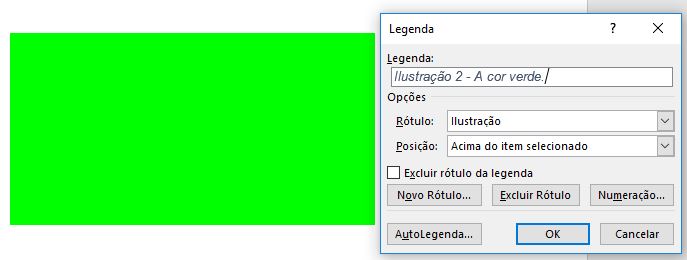 Legenda
?
Legenda:
Ilustração 2 - A cor verde.
Opções
Rótulo: Ilustração
Posição: Acima do item selecionado
Excluir rótulo da legenda
Novo Rótulo... Excluir Rótulo Numeração...
AutoLegenda... OK Cancelar